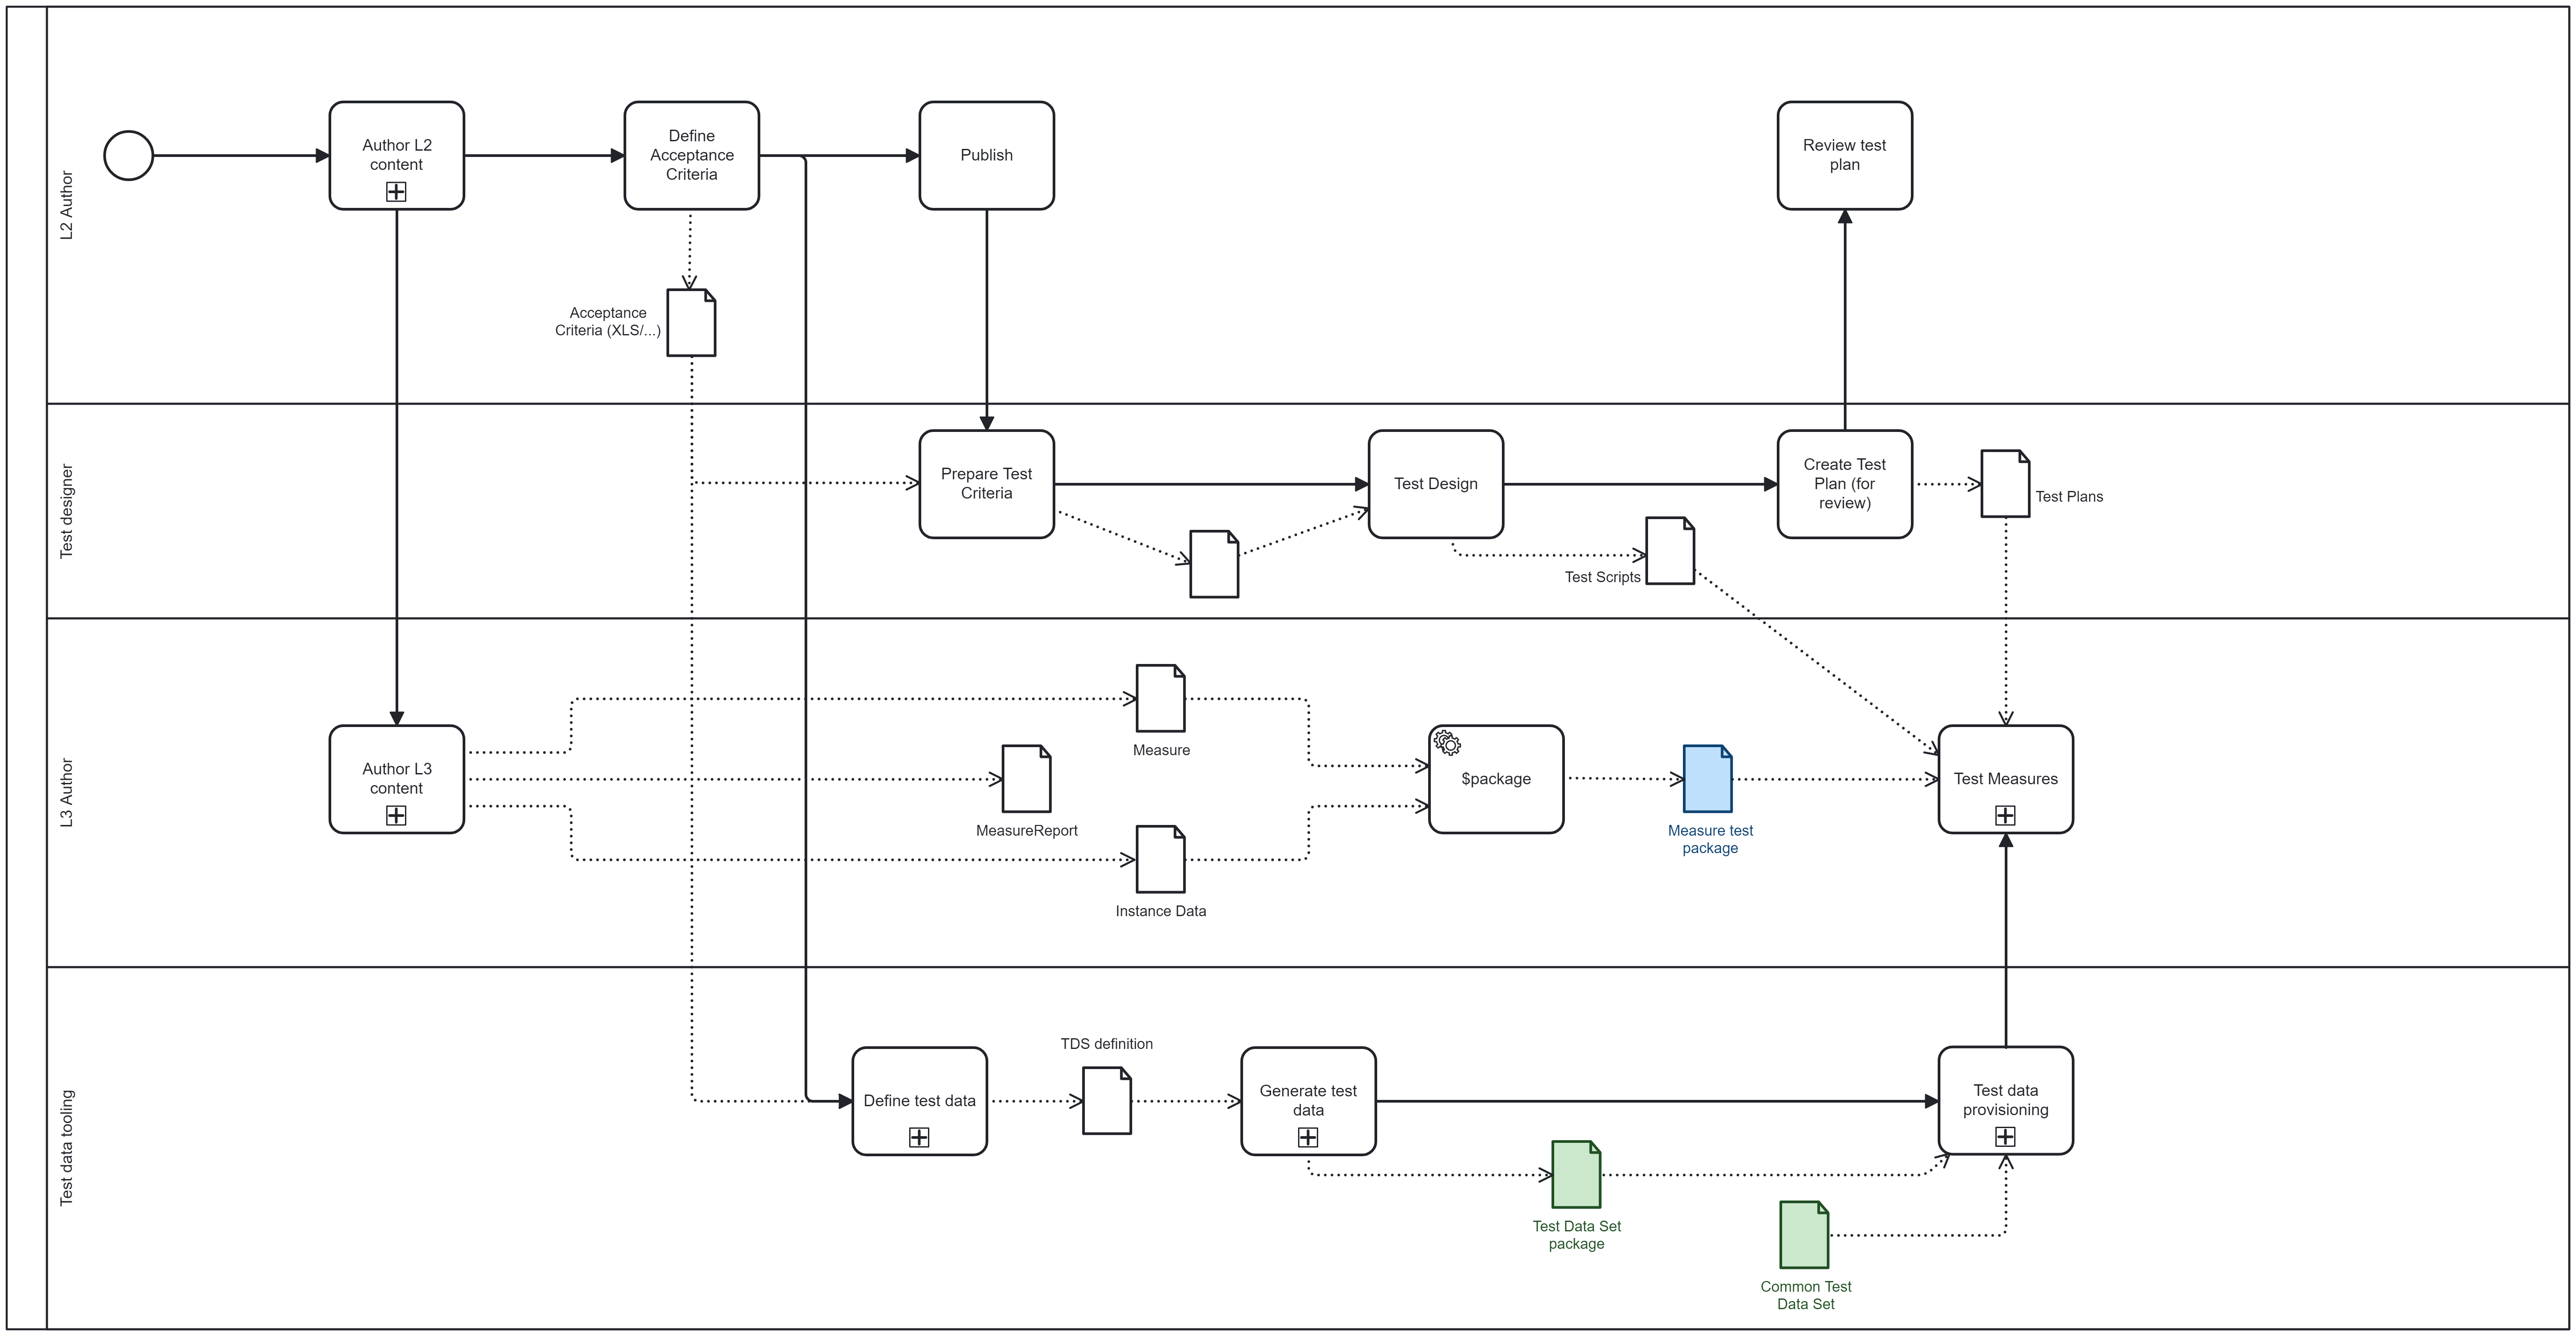 L2 Author
Author L2
content
Define
Acceptance
Criteria
Publish
Review test
plan
Acceptance
Criteria (XLS/...)
Test designer
Prepare Test
Criteria
Test Design
Create Test
Plan (for
review)
Test Plans
Test Scripts
L3 Author
Author L3
content
Measure
MeasureReport
Instance Data
$package
Measure test
package
Test Measures
Test data tooling
Define test data
TDS definition
Generate test
data
Test data
provisioning
Test Data Set
package
Common Test
Data Set